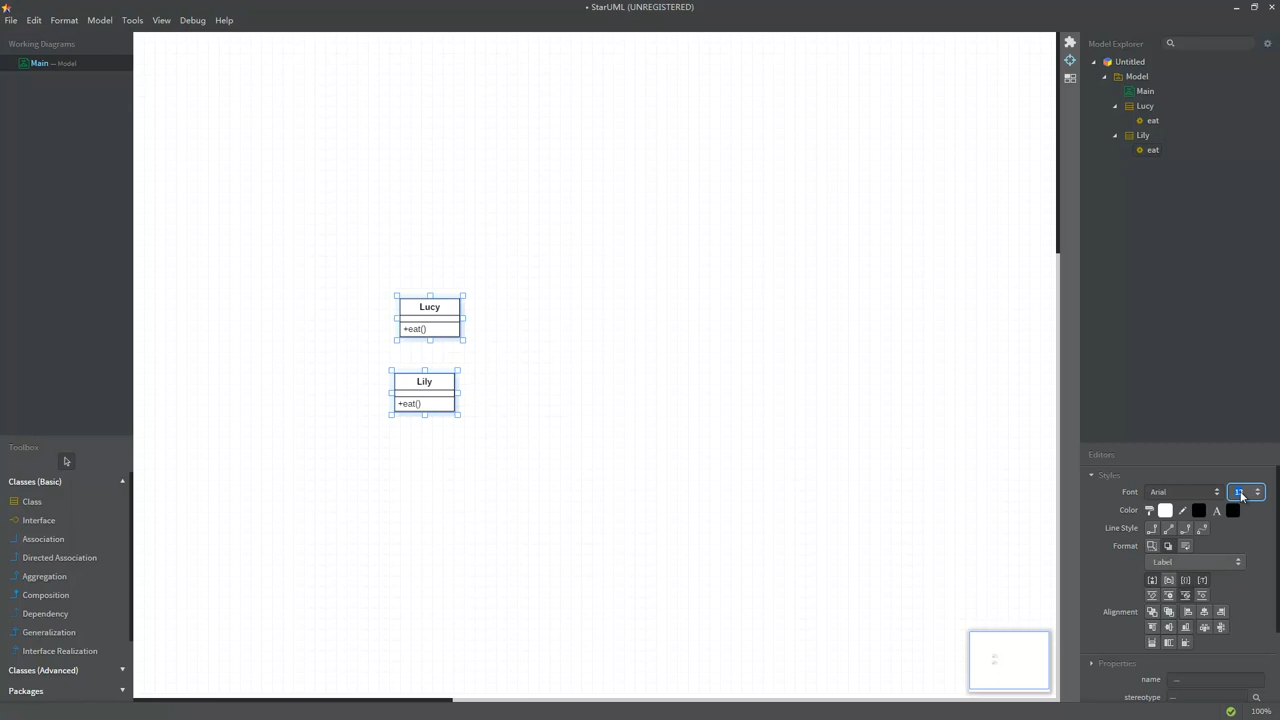 • StarUML (UNREGISTERED)
File Edit Format Model Tools View Debug Help
Working Diagrams
Main — Model
Lucy
+eat()
Lily
+eat()
Toolbox
Classes (Basic)
Class
Interface
Association
Directed Association
Aggregation
Composition
Dependency
Generalization
Interface Realization
Classes (Advanced)
Packages
Model Explorer
Untitled
Model
Main
Lucy
eat
Lily
eat
Editors
Styles
Font Arial
Color A
Line Style
Format
Label
Alignment
Properties
name ...
stereotype ...
100%